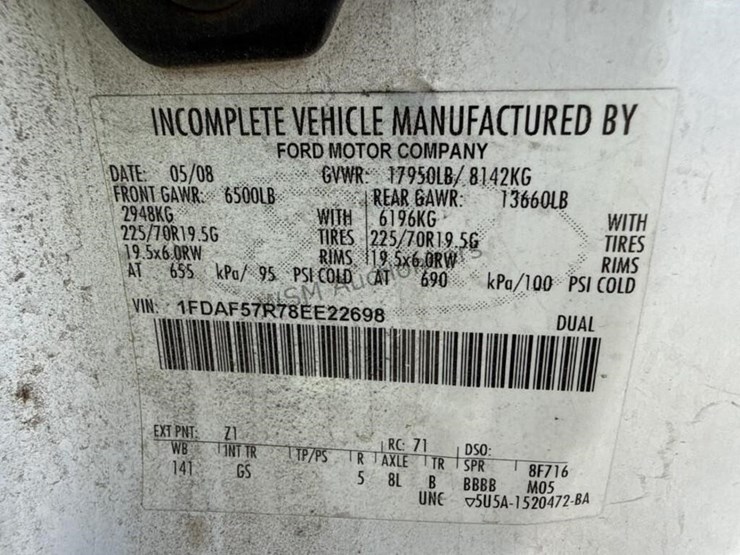 INCOMPLETE VEHICLE MANUFACTURED BY
FORD MOTOR COMPANY
DATE: 05/08 GVWR: 17950LB/ 8142KG
FRONT GAWR: 6500LB REAR GAWR: 13660LB
2948KG WITH 6196KG WITH
225/70R19.5G TIRES 225/70R19.5G TIRES
19.5x6.0RW RIMS 19.5x6.0RW RIMS
AT 655 kPa/ 95 PSI COLD AT 690 kPa/100 PSI COLD
VIN: 1FDAF57R78EE22698 DUAL
EXT PNT: Z1 RC: 71 DSO:
WB INT TR TP/PS R AXLE TR SPR 8F716
141 GS 5 8L B BBBB M05
UNC ▽5U5A-1520472-BA